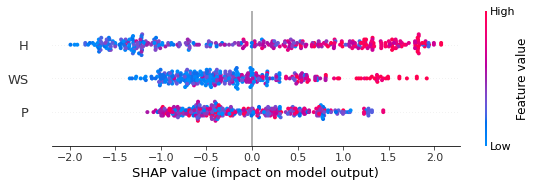 High
H
WS
P
Feature value
Low
−2.0 −1.5 −1.0 −0.5 0.0 0.5 1.0 1.5 2.0
SHAP value (impact on model output)